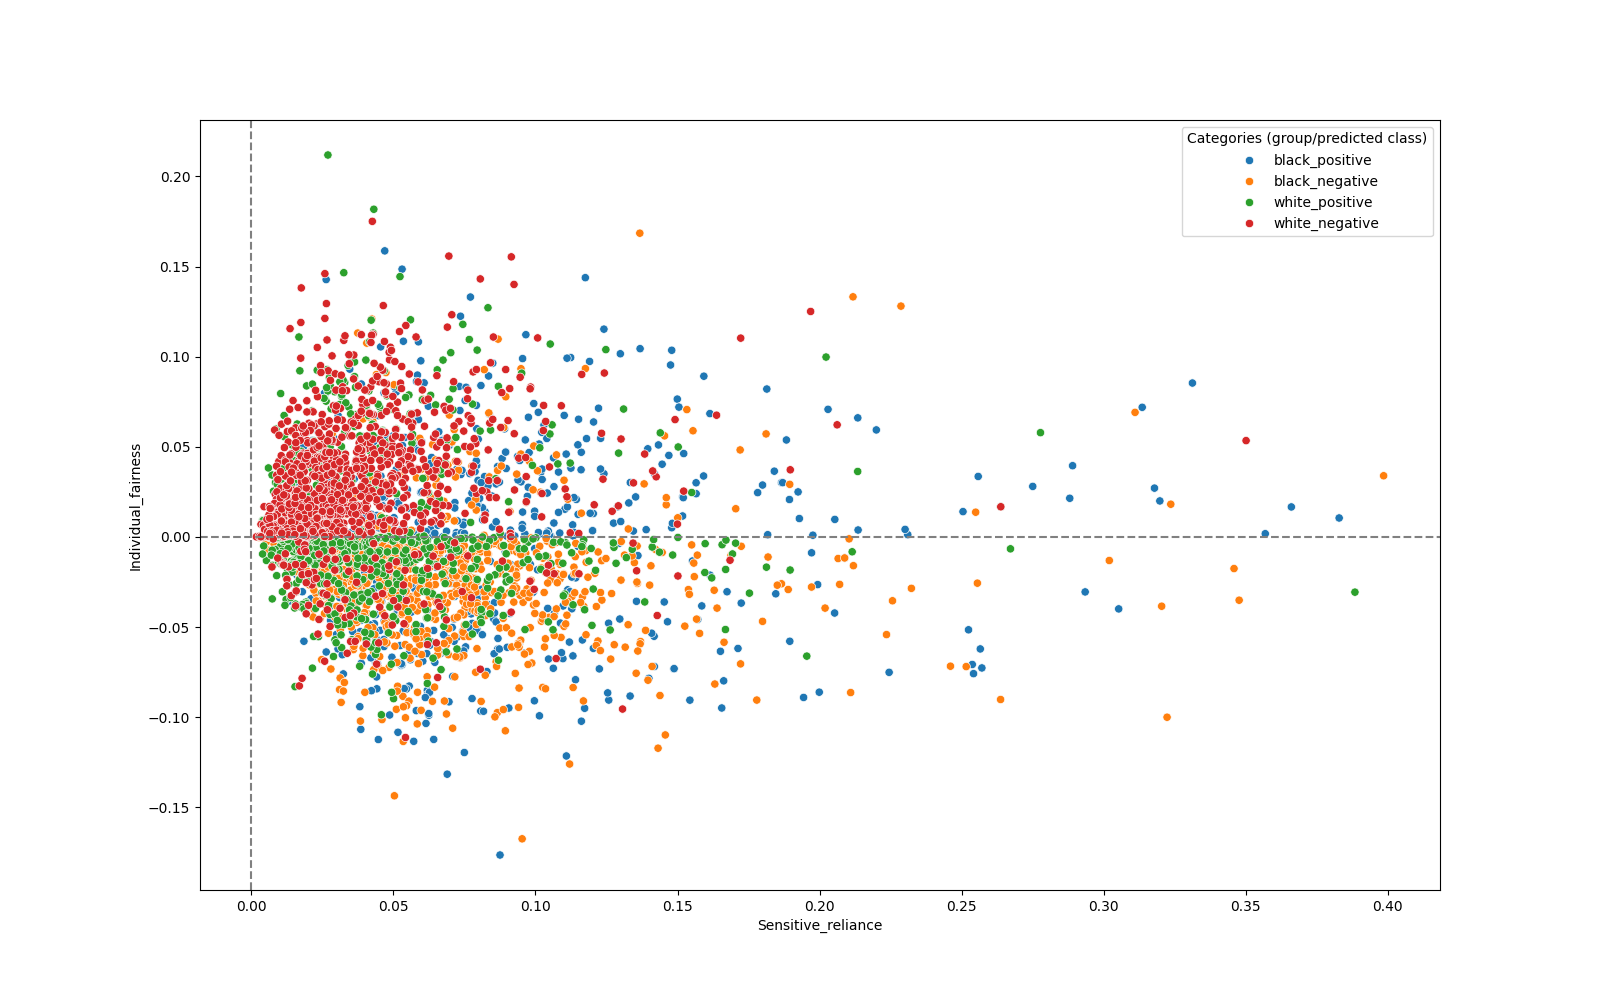 Categories (group/predicted class)
black_positive
black_negative
white_positive
white_negative
0.20
0.15
0.10
0.05
0.00
−0.05
−0.10
−0.15
Individual_fairness
0.00 0.05 0.10 0.15 0.20 0.25 0.30 0.35 0.40
Sensitive_reliance